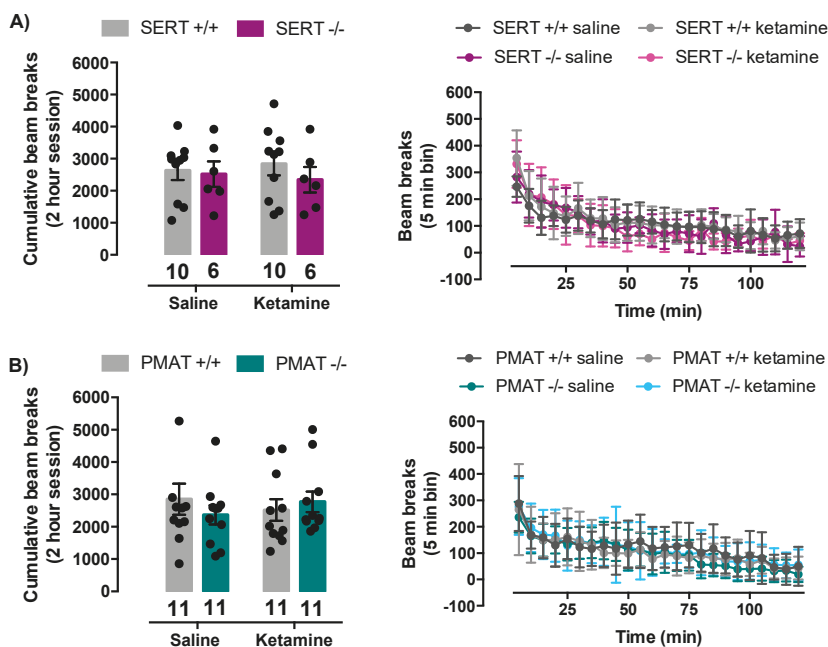 A)
SERT +/+ SERT -/-
Cumulative beam breaks
(2 hour session)
6000
5000
4000
3000
2000
1000
0
10 6 10 6
Saline Ketamine
SERT +/+ saline SERT +/+ ketamine
SERT -/- saline SERT -/- ketamine
Beam breaks
(5 min bin)
600
500
400
300
200
100
0
-100
25 50 75 100
Time (min)
B)
PMAT +/+ PMAT -/-
Cumulative beam breaks
(2 hour session)
6000
5000
4000
3000
2000
1000
0
11 11 11 11
Saline Ketamine
PMAT +/+ saline PMAT +/+ ketamine
PMAT -/- saline PMAT -/- ketamine
Beam breaks
(5 min bin)
600
500
400
300
200
100
0
-100
25 50 75 100
Time (min)